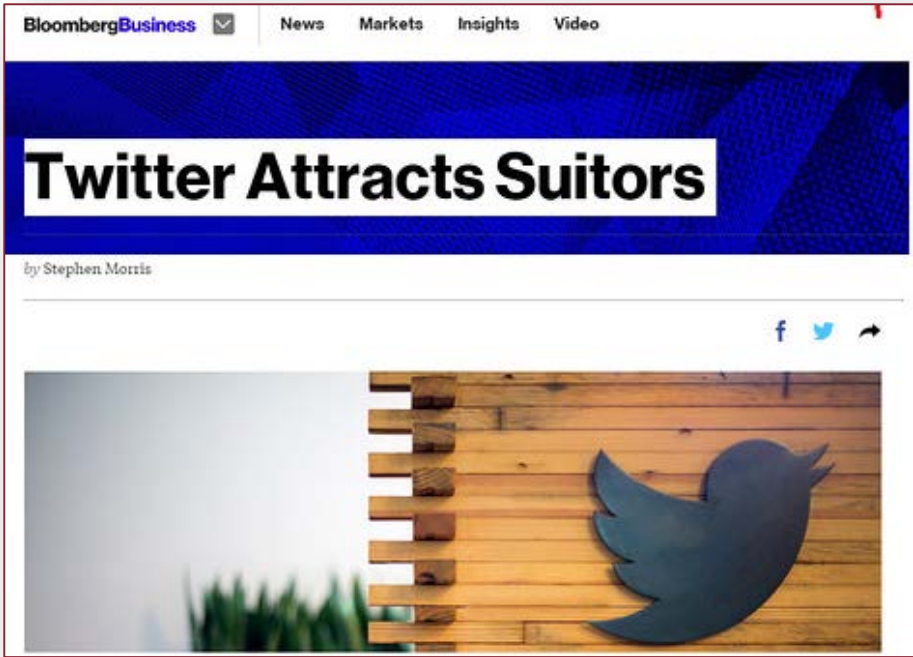 BloombergBusiness News Markets Insights Video
Twitter Attracts Suitors
by Stephen Morris